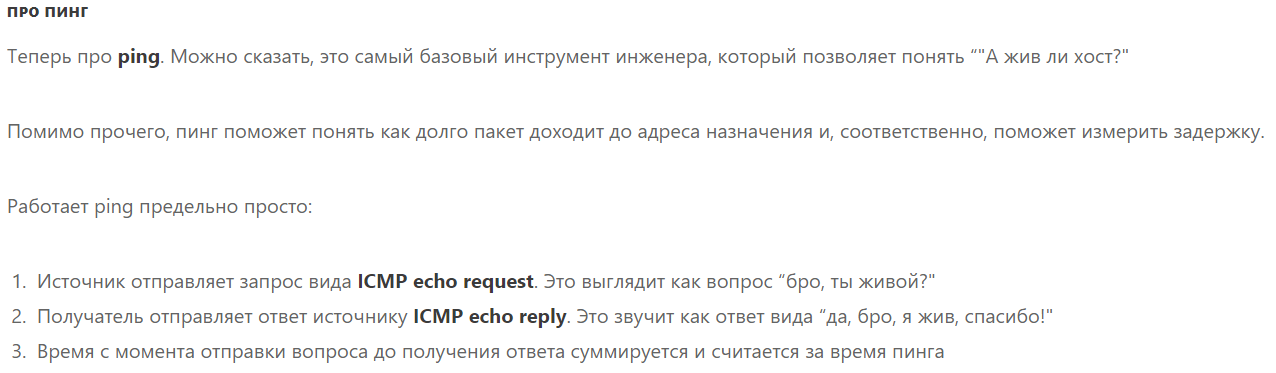 ПРО ПИНГ
Теперь про ping. Можно сказать, это самый базовый инструмент инженера, который позволяет понять “"А жив ли хост?"
Помимо прочего, пинг поможет понять как долго пакет доходит до адреса назначения и, соответственно, поможет измерить задержку.
Работает ping предельно просто:
1. Источник отправляет запрос вида ICMP echo request. Это выглядит как вопрос “бро, ты живой?"
2. Получатель отправляет ответ источнику ICMP echo reply. Это звучит как ответ вида “да, бро, я жив, спасибо!"
3. Время с момента отправки вопроса до получения ответа суммируется и считается за время пинга